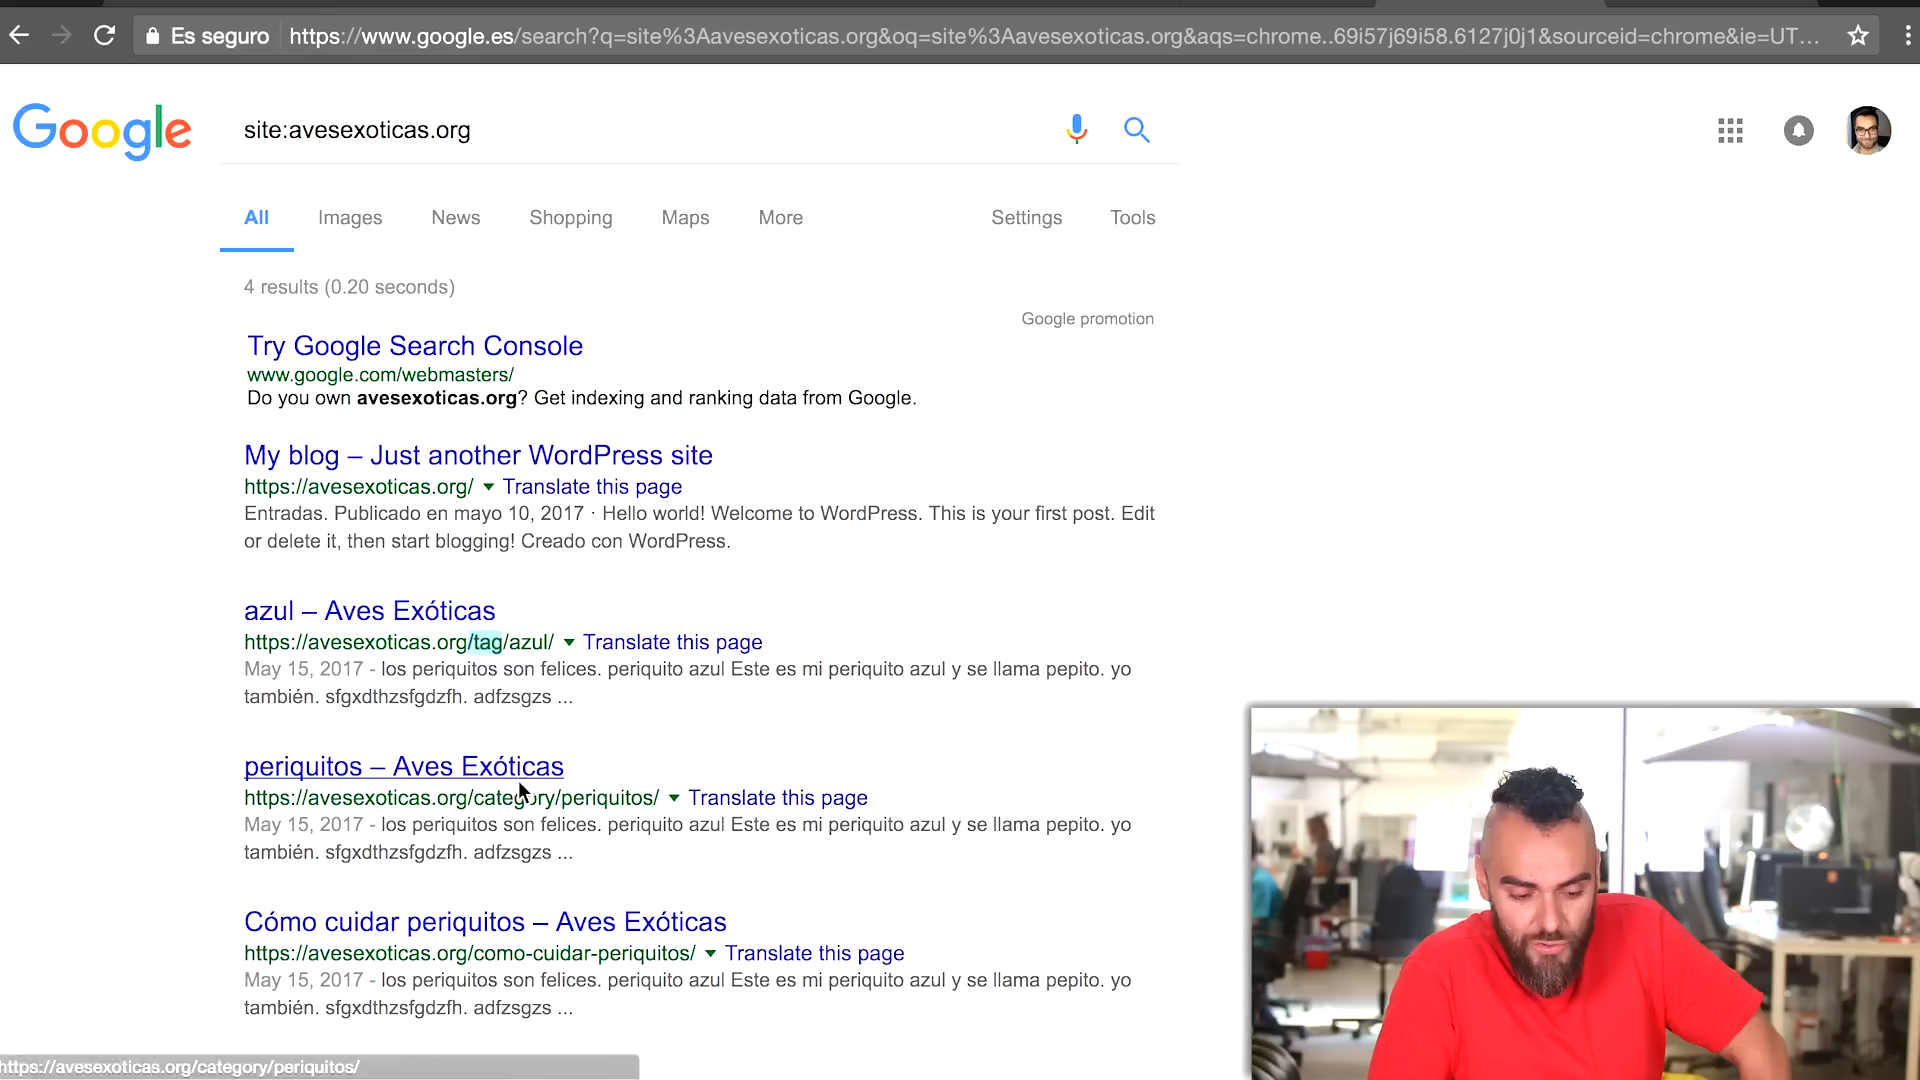 Es seguro https://www.google.es/search?q=site%3Aavesexoticas.org&oq=site%3Aavesexoticas.org&aqs=chrome..69i57j69i58.6127j0j1&sourceid=chrome&ie=UT...
Google site:avesexoticas.org
All Images News Shopping Maps More Settings Tools
4 results (0.20 seconds)
Google promotion
Try Google Search Console
www.google.com/webmasters/
Do you own avesexoticas.org? Get indexing and ranking data from Google.
My blog – Just another WordPress site
https://avesexoticas.org/ Translate this page
Entradas. Publicado en mayo 10, 2017 · Hello world! Welcome to WordPress. This is your first post. Edit
or delete it, then start blogging! Creado con WordPress.
azul – Aves Exóticas
https://avesexoticas.org/tag/azul/ Translate this page
May 15, 2017 - los periquitos son felices. periquito azul Este es mi periquito azul y se llama pepito. yo
también. sfgxdthzsfgdzfh. adfzsgzs ...
periquitos – Aves Exóticas
https://avesexoticas.org/category/periquitos/ Translate this page
May 15, 2017 - los periquitos son felices. periquito azul Este es mi periquito azul y se llama pepito. yo
también. sfgxdthzsfgdzfh. adfzsgzs ...
Cómo cuidar periquitos – Aves Exóticas
https://avesexoticas.org/como-cuidar-periquitos/ Translate this page
May 15, 2017 - los periquitos son felices. periquito azul Este es mi periquito azul y se llama pepito. yo
también. sfgxdthzsfgdzfh. adfzsgzs ...
https://avesexoticas.org/category/periquitos/